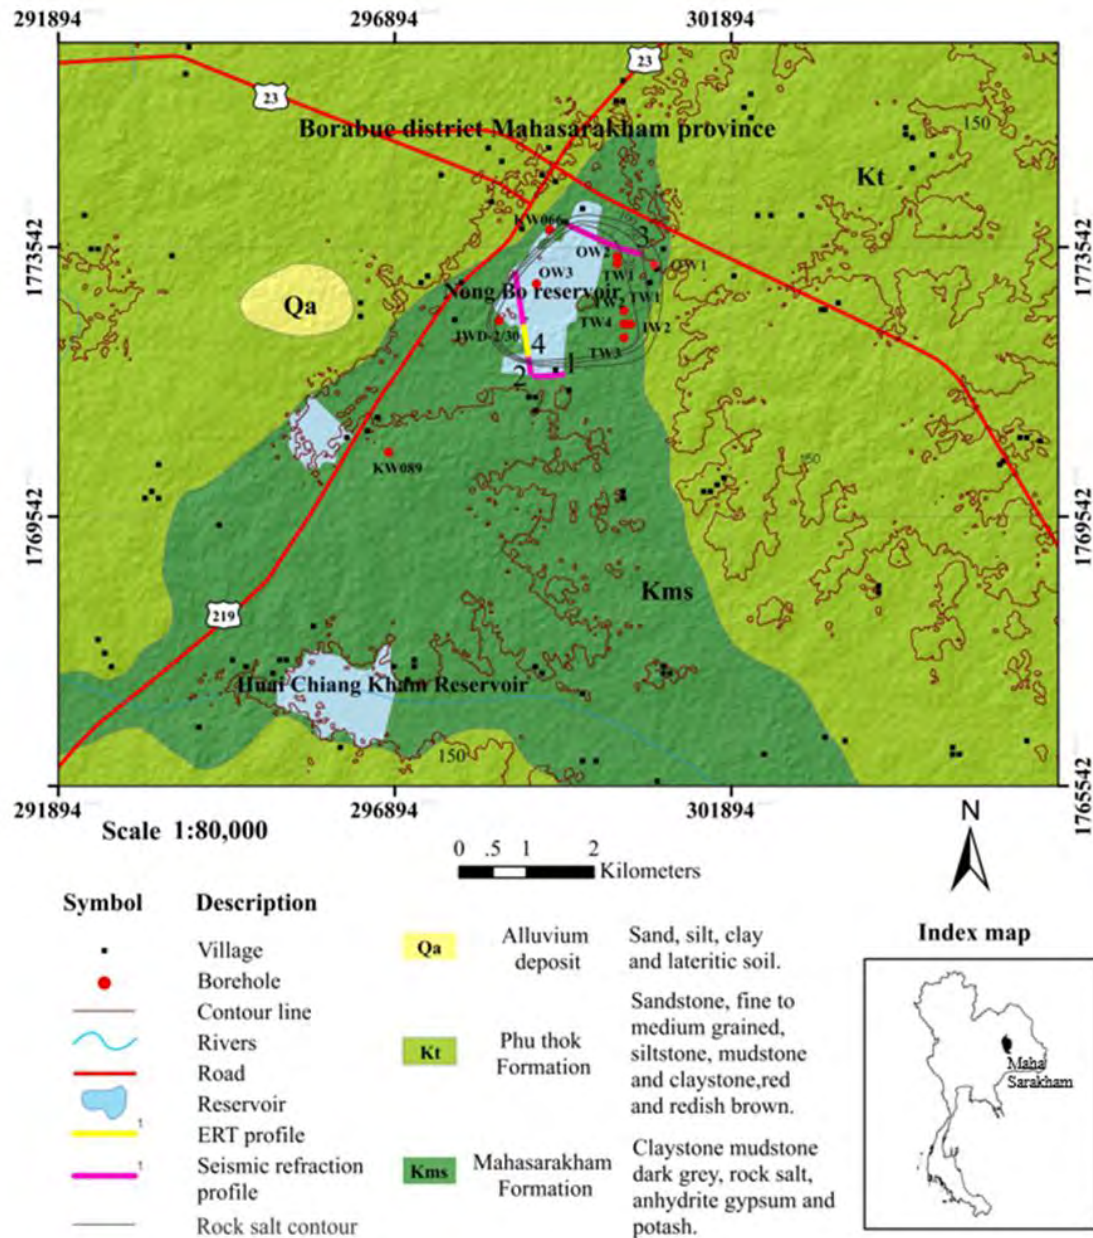 291894 296894 301894
23
23
Borabue district Mahasarakham province
150
Kt
KW066
3
1773542
1773542
OW2
OW1
TW1
OW3
Nong Bo reservoir
TW1
Qa
IWD-2/30
TW4
IW2
4
TW3
1
2
KW089
150
1769542
1769542
Kms
219
Huai Chiang Kham Reservoir
150
1765542
291894 296894 301894
Scale 1:80,000
N
0 .5 1 2
Kilometers
Symbol Description
Village
Borehole
Contour line
Rivers
Road
Reservoir
1
ERT profile
1
Seismic refraction
profile
Rock salt contour
Qa
Alluvium
deposit
Sand, silt, clay
and lateritic soil.
Kt
Phu thok
Formation
Sandstone, fine to
medium grained,
siltstone, mudstone
and claystone,red
and redish brown.
Kms
Mahasarakham
Formation
Claystone mudstone
dark grey, rock salt,
anhydrite gypsum and
potash.
Index map
Maha
Sarakham